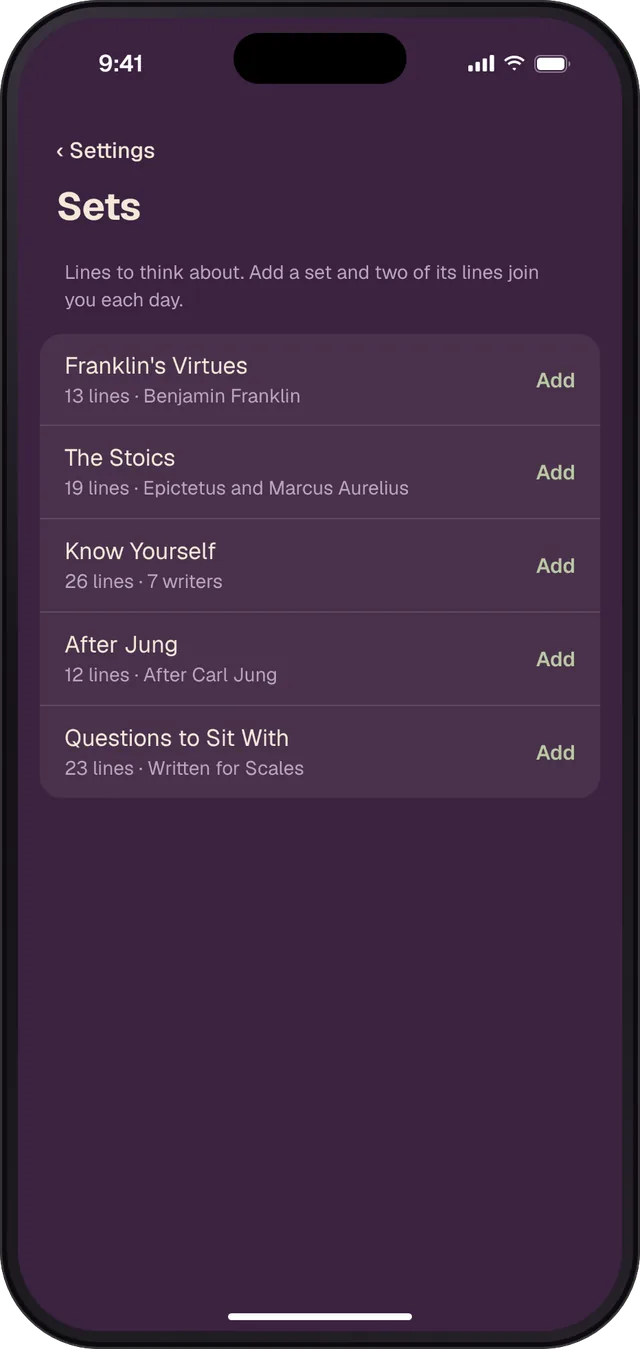 9:41
‹ Settings
Sets
Lines to think about. Add a set and two of its lines join
you each day.
Franklin's Virtues
13 lines · Benjamin Franklin
Add
The Stoics
19 lines · Epictetus and Marcus Aurelius
Add
Know Yourself
26 lines · 7 writers
Add
After Jung
12 lines · After Carl Jung
Add
Questions to Sit With
23 lines · Written for Scales
Add